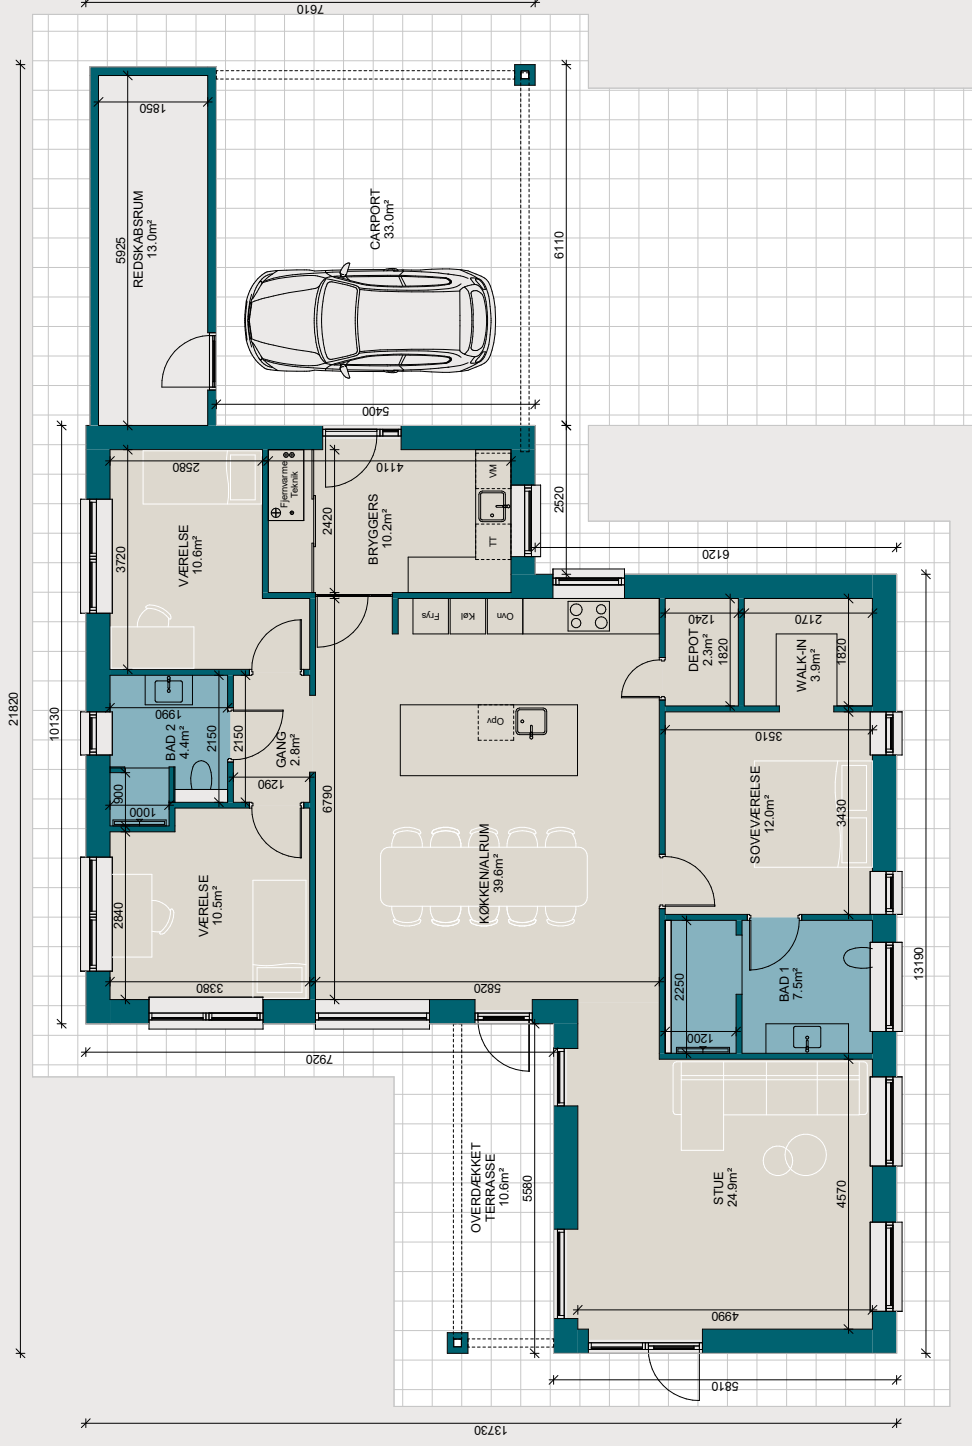 7610
1850
5925
REDSKABSRUM
13.0m²
CARPORT
33.0m²
6110
5400
21820
10130
2580
3720
VÆRELSE
10.6m²
Fjernvarme
Teknik
4110
2420
BRYGGERS
10.2m²
VM
TT
2520
6120
Frys
Køl
Ovn
1240
DEPOT
2.3m²
1820
2170
WALK-IN
3.9m²
1820
1990
BAD 2
4.4m²
2150
2150
GANG
2.8m²
1290
900
1000
Opv
6790
3510
SOVEVÆRELSE
12.0m²
3430
KØKKEN/ALRUM
39.6m²
VÆRELSE
10.5m²
2840
3380
5820
2250
1200
BAD 1
7.5m²
13190
7920
OVERDÆKKET
TERRASSE
10.6m²
5580
STUE
24.9m²
4570
4990
5810
13730